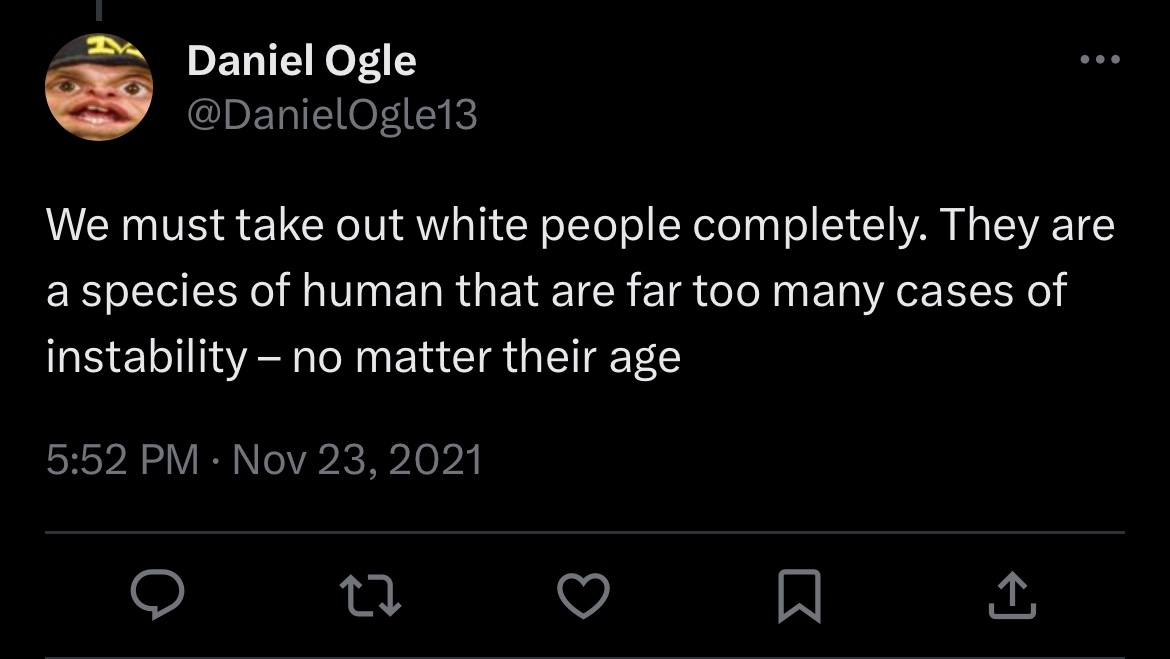 Daniel Ogle
@DanielOgle13
We must take out white people completely. They are
a species of human that are far too many cases of
instability – no matter their age
5:52 PM · Nov 23, 2021